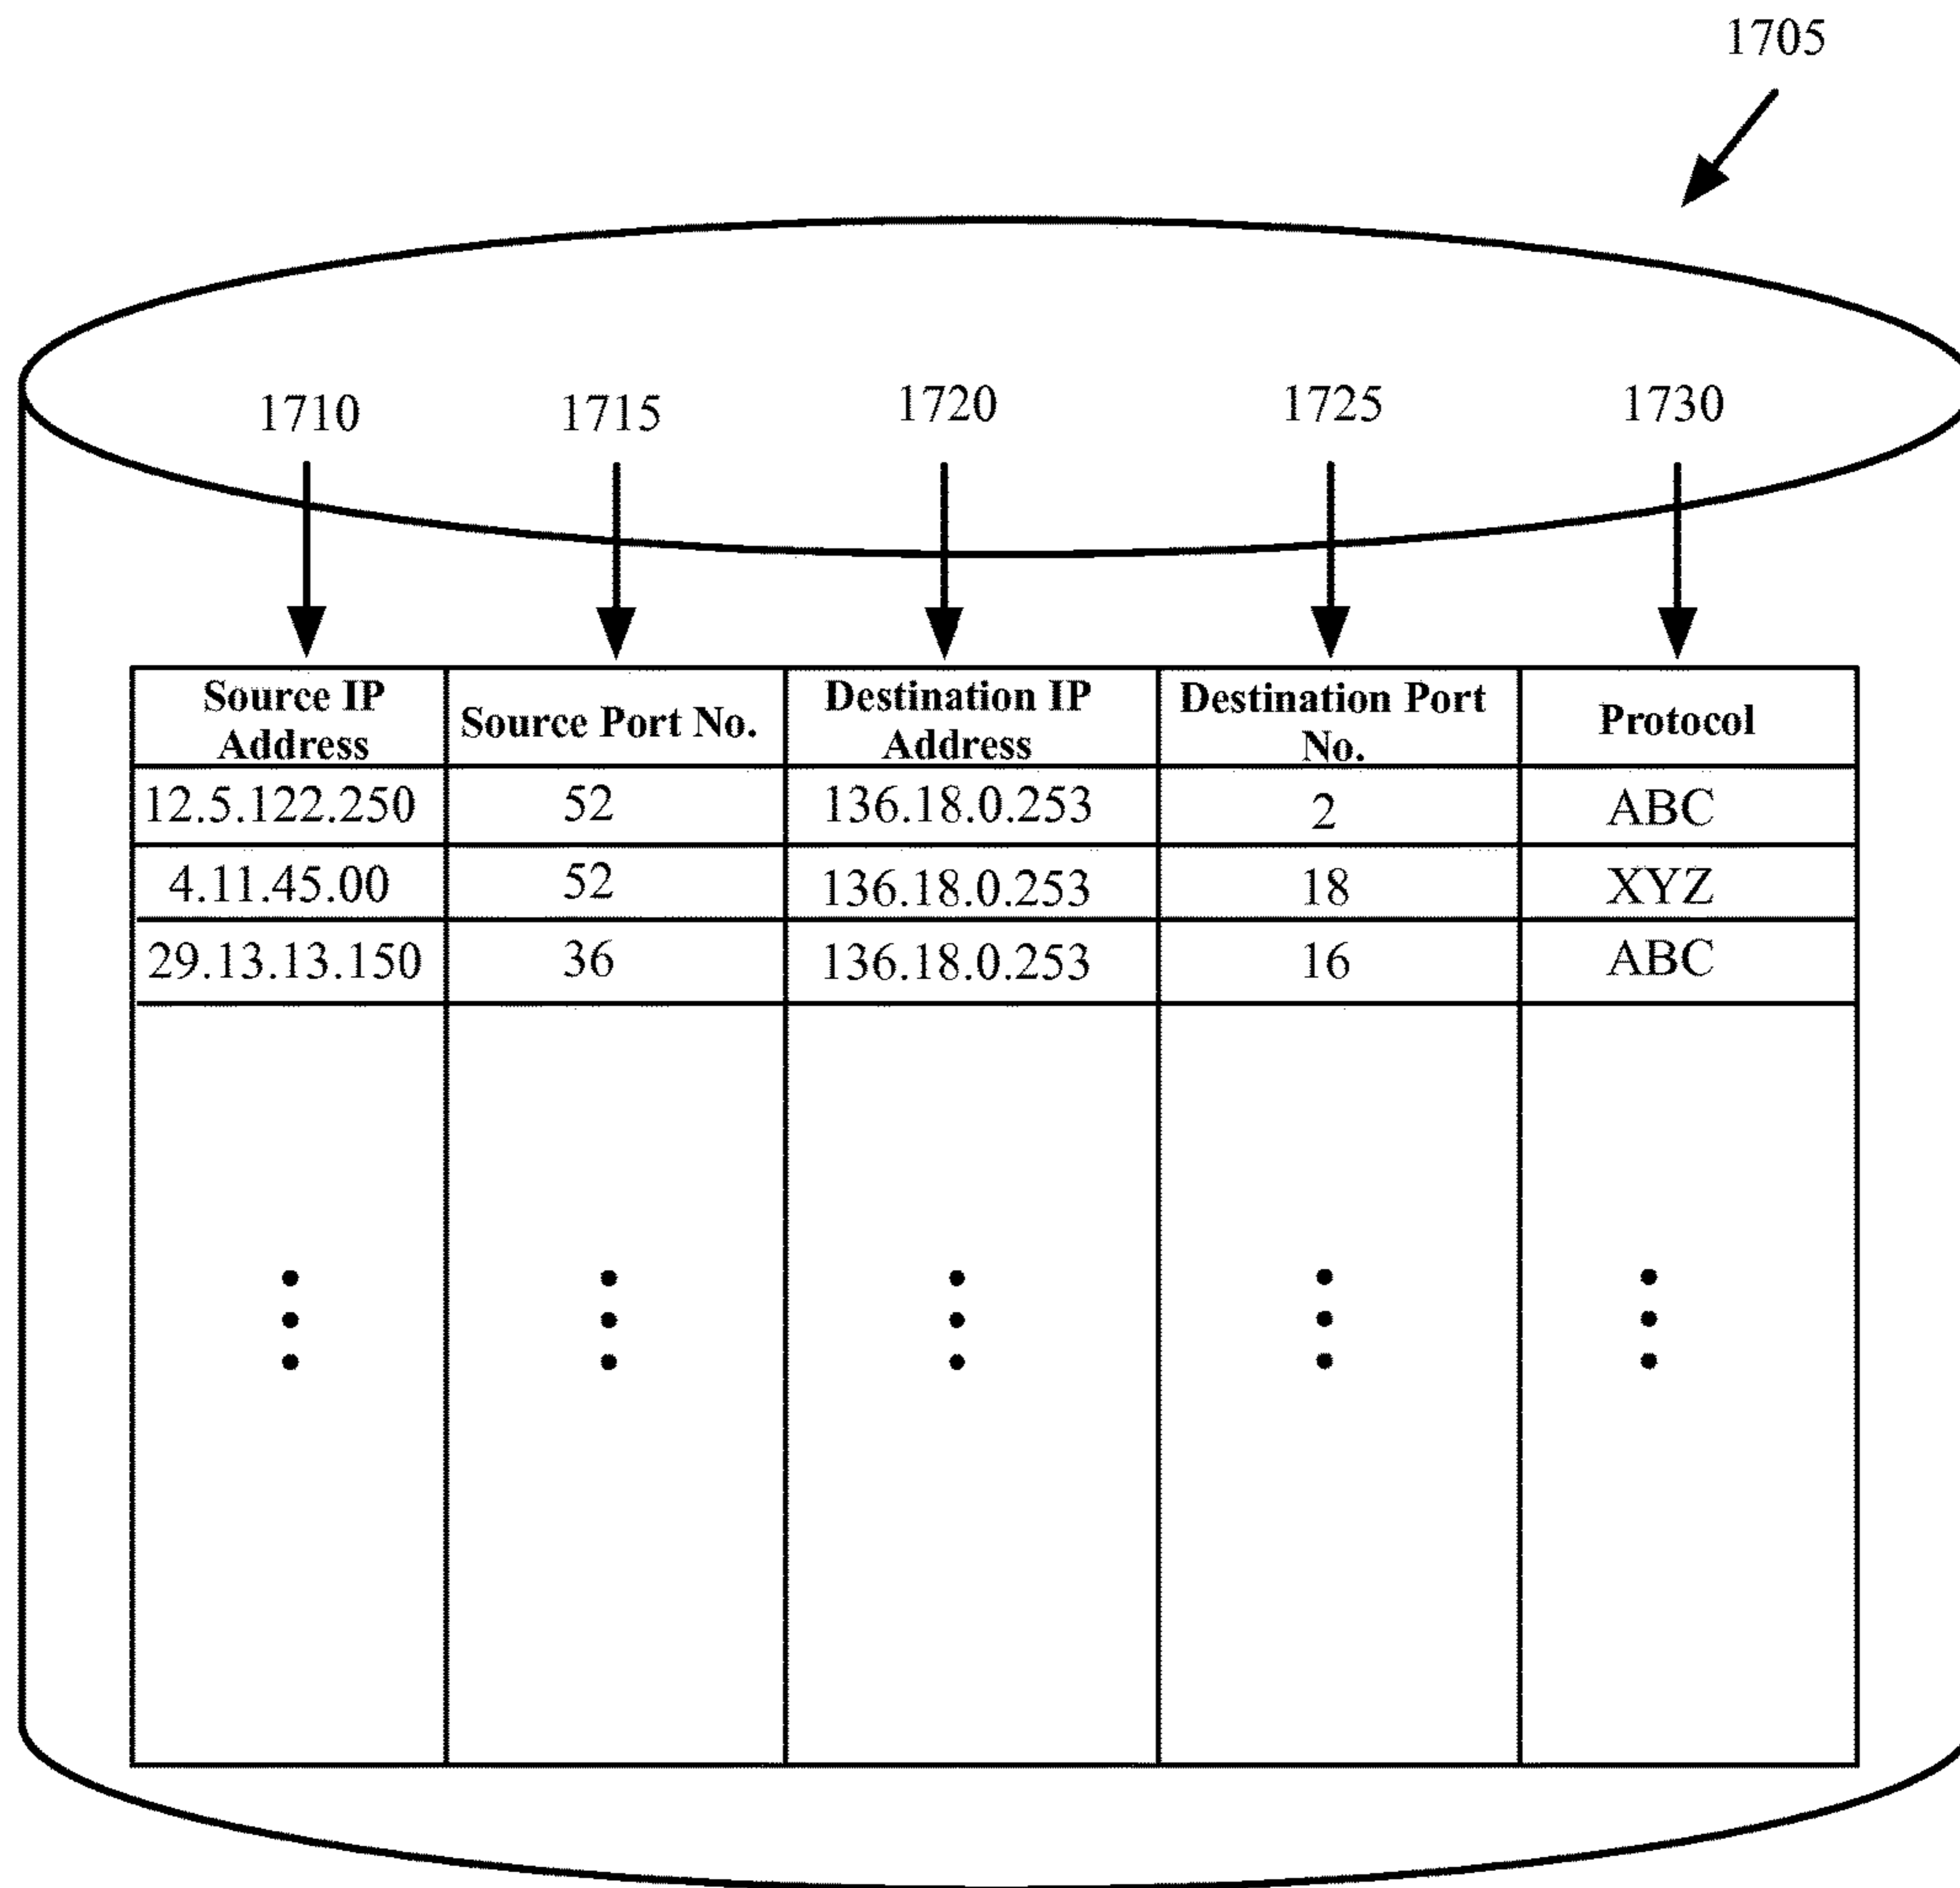 1705
1710 1715 1720 1725 1730
Source IP Address Source Port No. Destination IP Address Destination Port No. Protocol
12.5.122.250 52 136.18.0.253 2 ABC
4.11.45.00 52 136.18.0.253 18 XYZ
29.13.13.150 36 136.18.0.253 16 ABC